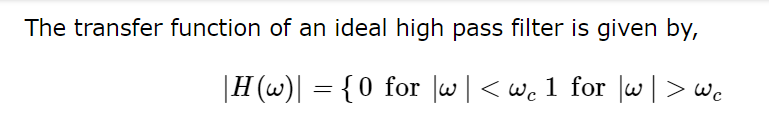 The transfer function of an ideal high pass filter is given by,
|H(ω)| = {0 for |ω| < ω_c 1 for |ω| > ω_c